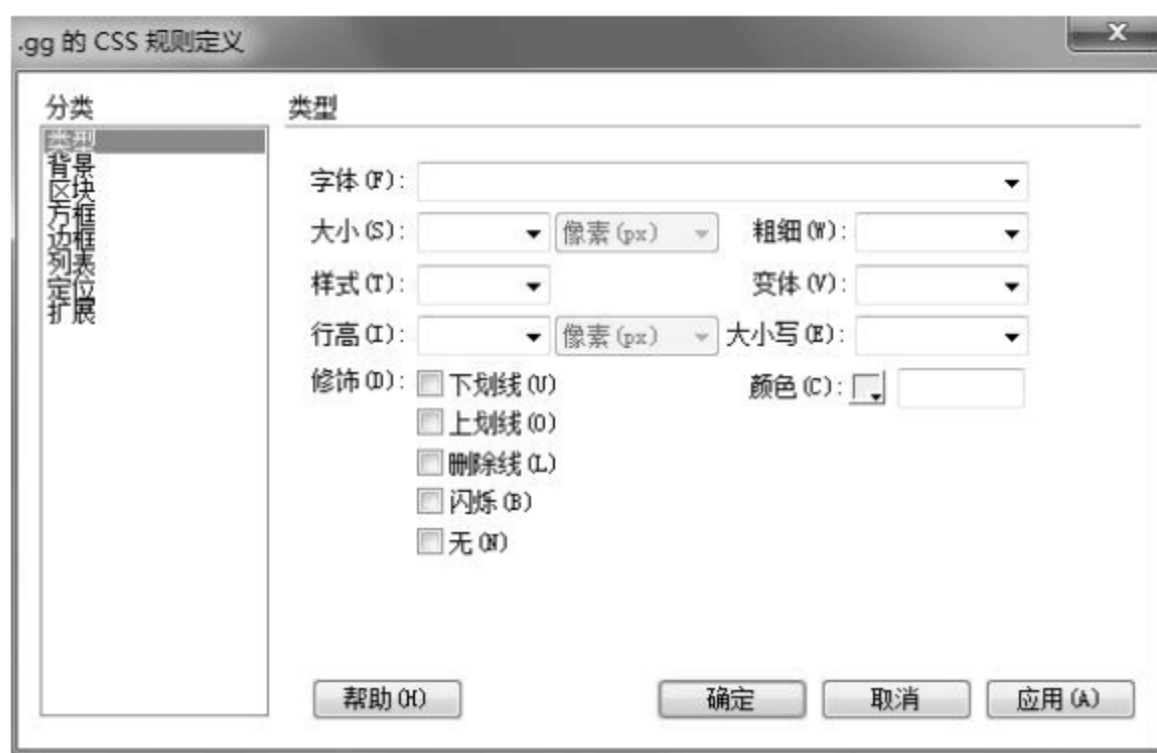 .gg 的 CSS 规则定义
X
分类
类型
背景
区块
方框
边框
列表
定位
扩展
类型
字体(F):
大小(S): 像素(px) 粗细(W):
样式(T): 变体(V):
行高(I): 像素(px) 大小写(E):
修饰(D): 下划线(U) 颜色(C):
上划线(O)
删除线(L)
闪烁(B)
无(N)
帮助(H) 确定 取消 应用(A)